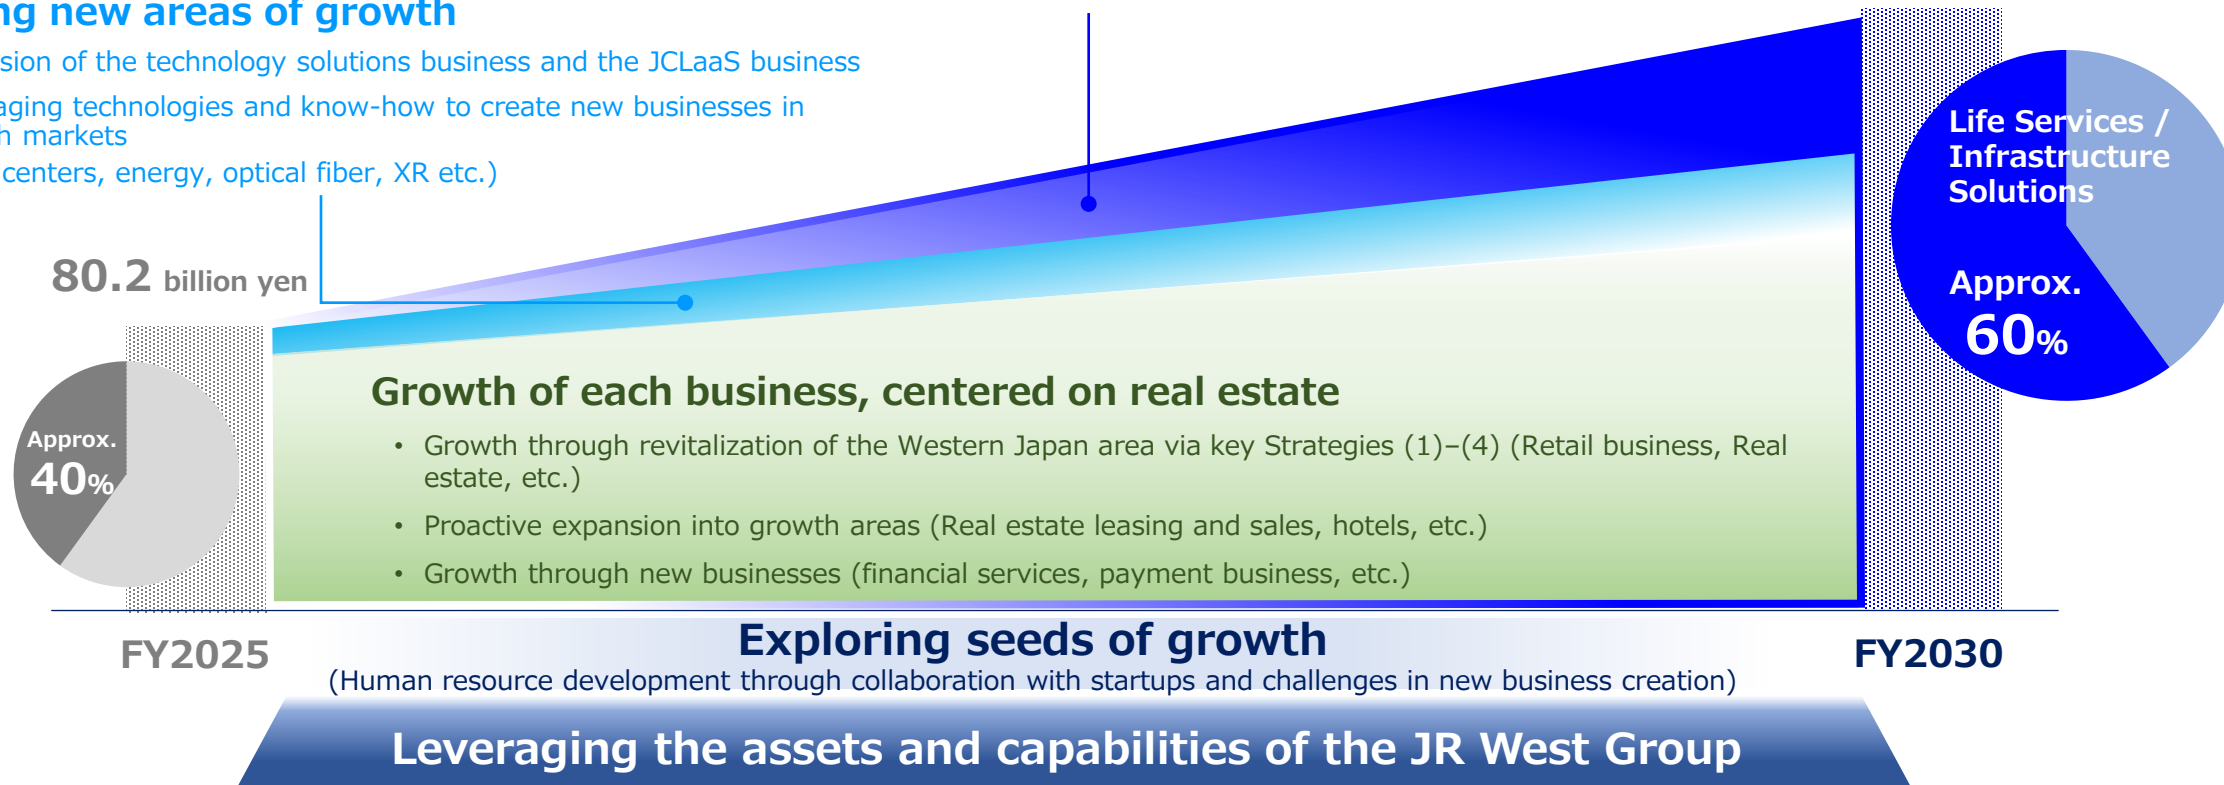 new areas of growth
of the technology solutions business and the JCLaaS business
technologies and know-how to create new businesses in
markets
centers, energy, optical fiber, XR etc.)
80.2 billion yen
Life Services /
Infrastructure
Solutions
Approx.
60%
Approx.
40%
Growth of each business, centered on real estate
• Growth through revitalization of the Western Japan area via key Strategies (1)–(4) (Retail business, Real
estate, etc.)
• Proactive expansion into growth areas (Real estate leasing and sales, hotels, etc.)
• Growth through new businesses (financial services, payment business, etc.)
FY2025
Exploring seeds of growth
FY2030
(Human resource development through collaboration with startups and challenges in new business creation)
Leveraging the assets and capabilities of the JR West Group